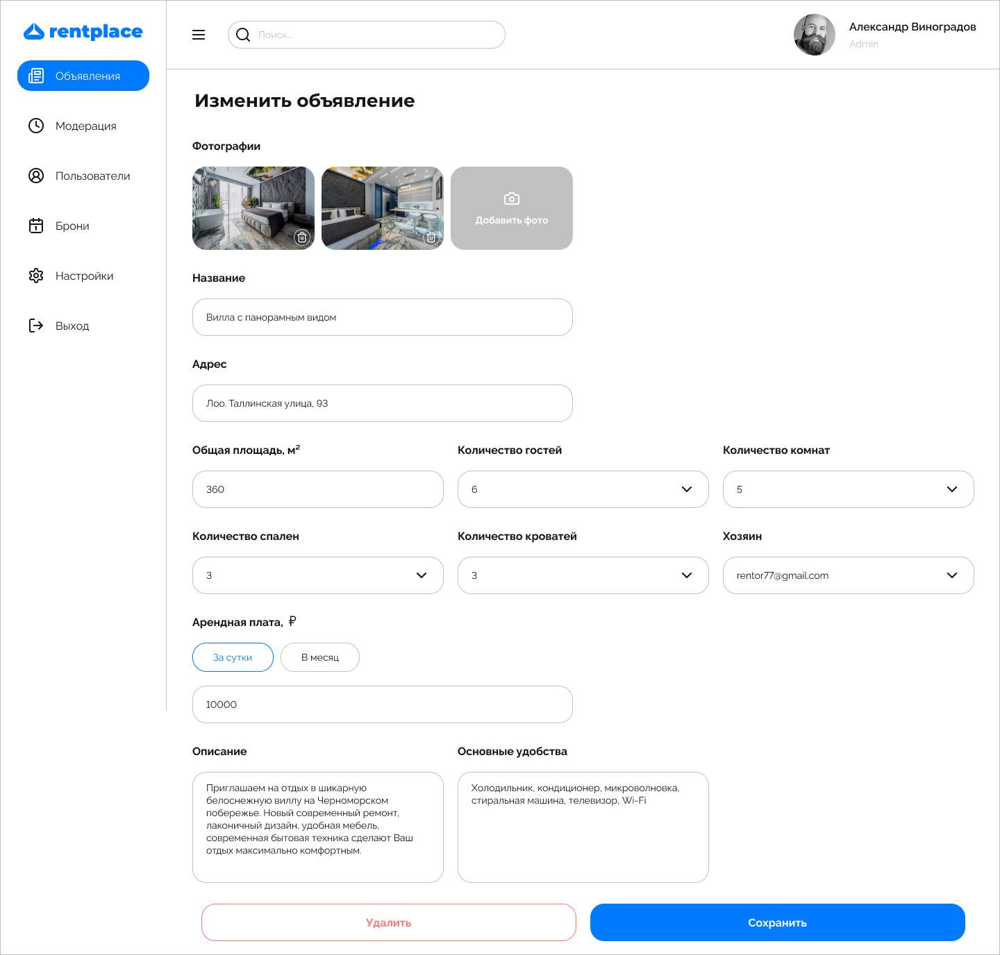 rentplace
Объявления
Модерация
Пользователи
Брони
1
Настройки
Выход
Поиск...
Александр Виноградов
Admin
Изменить объявление
Фотографии
Добавить фото
Название
Вилла с панорамным видом
Адрес
Лоо. Таллинская улица, 93
Общая площадь, м²
Количество гостей
Количество комнат
360
6
5
Количество спален
Количество кроватей
Хозяин
3
3
rentor77@gmail.com
Арендная плата, ₽
За сутки
В месяц
10000
Описание
Основные удобства
Приглашаем на отдых в шикарную
белоснежную виллу на Черноморском
побережье. Новый современный ремонт,
лаконичный дизайн, удобная мебель,
современная бытовая техника сделают Ваш
отдых максимально комфортным.
Холодильник, кондиционер, микроволновка,
стиральная машина, телевизор, Wi-Fi
Удалить
Сохранить